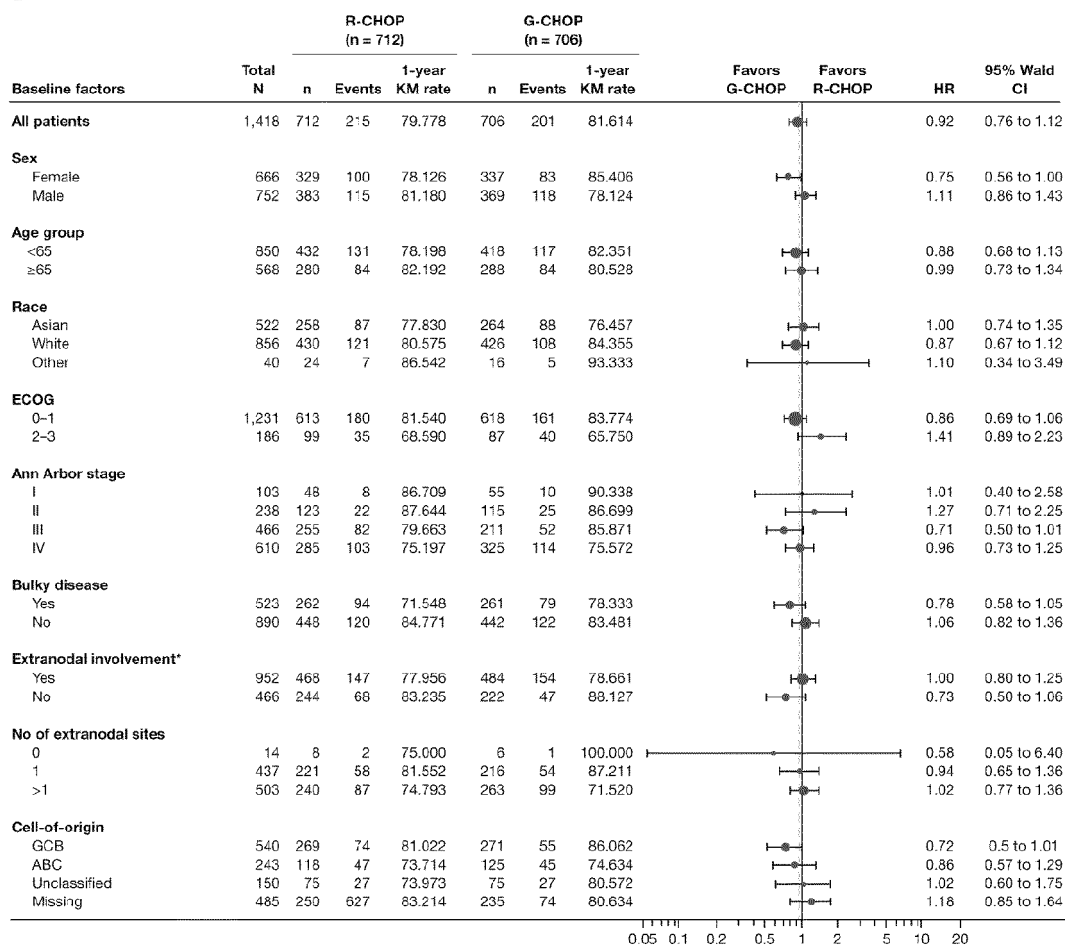 R-CHOP G-CHOP
(n = 712) (n = 706)
Total 1-year 1-year Favors Favors 95% Wald
Baseline factors N n Events KM rate n Events KM rate G-CHOP R-CHOP HR CI
All patients 1,418 712 215 79.778 706 201 81.614 0.92 0.76 to 1.12
Sex
Female 666 329 100 78.126 337 83 85.406 0.75 0.56 to 1.00
Male 752 383 115 81.180 369 118 78.124 1.11 0.86 to 1.43
Age group
<65 850 432 131 78.198 418 117 82.351 0.88 0.68 to 1.13
≥65 568 280 84 82.192 288 84 80.528 0.99 0.73 to 1.34
Race
Asian 522 258 87 77.830 264 88 76.457 1.00 0.74 to 1.35
White 856 430 121 80.575 426 108 84.355 0.87 0.67 to 1.12
Other 40 24 7 86.542 16 5 93.333 1.10 0.34 to 3.49
ECOG
0–1 1,231 613 180 81.540 618 161 83.774 0.86 0.69 to 1.06
2–3 186 99 35 68.590 87 40 65.750 1.41 0.89 to 2.23
Ann Arbor stage
I 103 48 8 86.709 55 10 90.338 1.01 0.40 to 2.58
II 238 123 22 87.644 115 25 86.699 1.27 0.71 to 2.25
III 466 255 82 79.663 211 52 85.871 0.71 0.50 to 1.01
IV 610 285 103 75.197 325 114 75.572 0.96 0.73 to 1.25
Bulky disease
Yes 523 262 94 71.548 261 79 78.333 0.78 0.58 to 1.05
No 890 448 120 84.771 442 122 83.481 1.06 0.82 to 1.36
Extranodal involvement*
Yes 952 468 147 77.956 484 154 78.661 1.00 0.80 to 1.25
No 466 244 68 83.235 222 47 88.127 0.73 0.50 to 1.06
No of extranodal sites
0 14 8 2 75.000 6 1 100.000 0.58 0.05 to 6.40
1 437 221 58 81.552 216 54 87.211 0.94 0.65 to 1.36
>1 503 240 87 74.793 263 99 71.520 1.02 0.77 to 1.36
Cell-of-origin
GCB 540 269 74 81.022 271 55 86.062 0.72 0.5 to 1.01
ABC 243 118 47 73.714 125 45 74.634 0.86 0.57 to 1.29
Unclassified 150 75 27 73.973 75 27 80.572 1.02 0.60 to 1.75
Missing 485 250 627 83.214 235 74 80.634 1.18 0.85 to 1.64
0.05 0.1 0.2 0.5 1 2 5 10 20